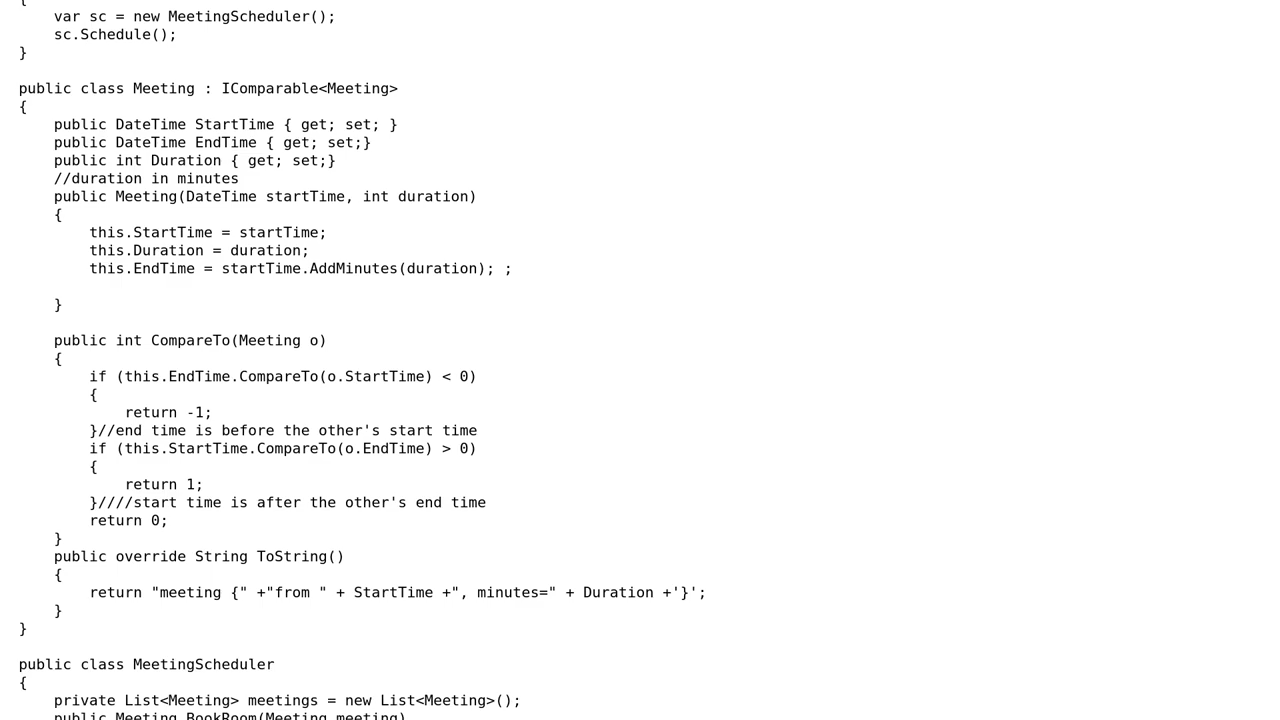 {
    var sc = new MeetingScheduler();
    sc.Schedule();
}

public class Meeting : IComparable<Meeting>
{
    public DateTime StartTime { get; set; }
    public DateTime EndTime { get; set;}
    public int Duration { get; set;}
    //duration in minutes
    public Meeting(DateTime startTime, int duration)
    {
        this.StartTime = startTime;
        this.Duration = duration;
        this.EndTime = startTime.AddMinutes(duration); ;

    }

    public int CompareTo(Meeting o)
    {
        if (this.EndTime.CompareTo(o.StartTime) < 0)
        {
            return -1;
        }//end time is before the other's start time
        if (this.StartTime.CompareTo(o.EndTime) > 0)
        {
            return 1;
        }////start time is after the other's end time
        return 0;
    }
    public override String ToString()
    {
        return "meeting {" +"from " + StartTime +", minutes=" + Duration +'}';
    }
}

public class MeetingScheduler
{
    private List<Meeting> meetings = new List<Meeting>();
    public Meeting BookRoom(Meeting meeting)